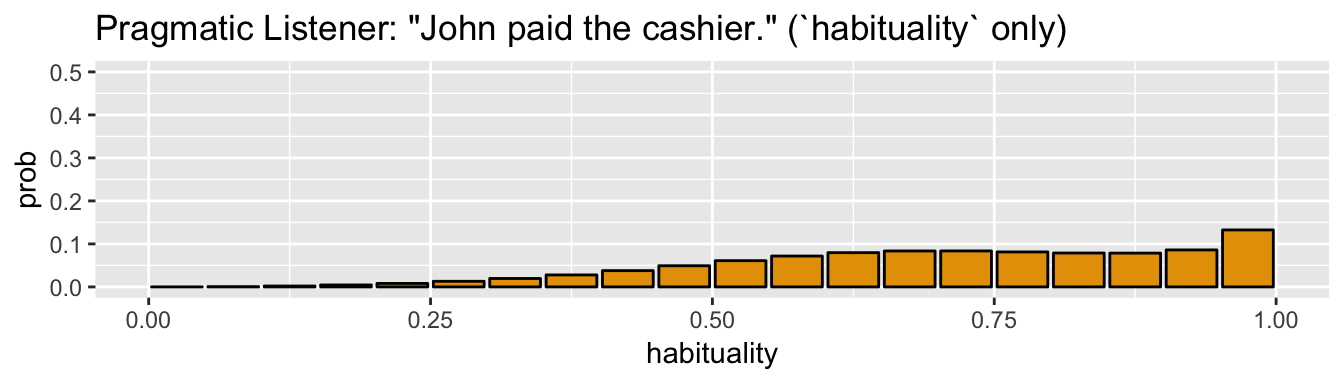 Pragmatic Listener: "John paid the cashier." (`habituality` only)
0.5
0.4
0.3
0.2
0.1
0.0
prob
0.00 0.25 0.50 0.75 1.00
habituality